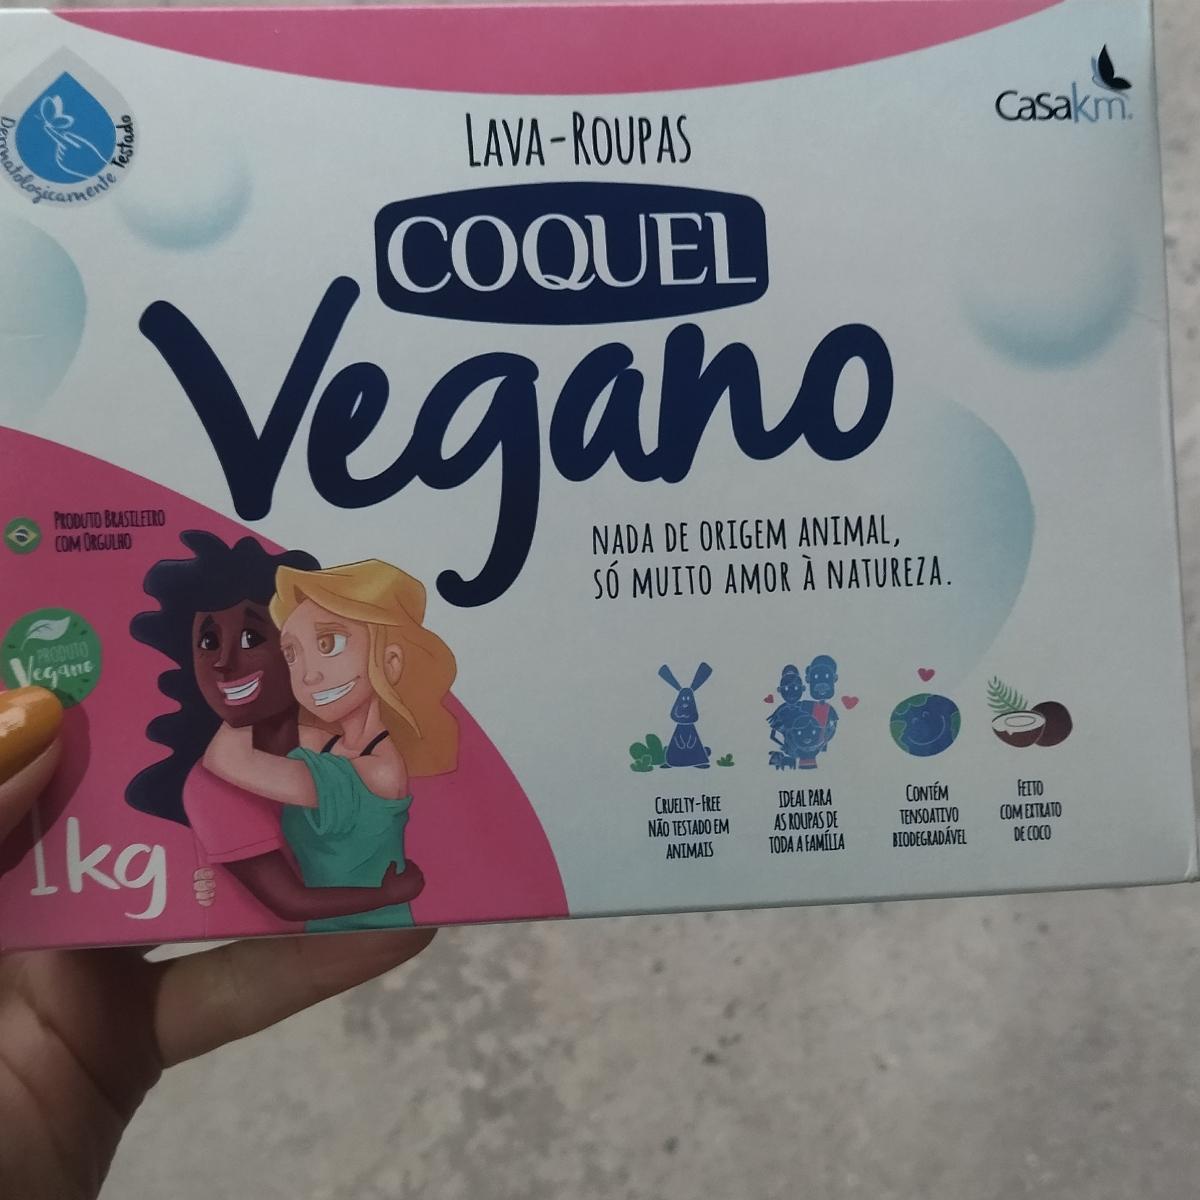 Dermatologicamente Testado
CasaKM.
LAVA-ROUPAS
COQUEL
Vegano
PRODUTO BRASILEIRO
COM ORGULHO
NADA DE ORIGEM ANIMAL,
SÓ MUITO AMOR À NATUREZA.
PRODUTO
Vegano
CRUELTY-FREE
NÃO TESTADO EM
ANIMAIS
IDEAL PARA
AS ROUPAS DE
TODA A FAMÍLIA
CONTÉM
TENSOATIVO
BIODEGRADÁVEL
FEITO
COM EXTRATO
DE COCO
1kg